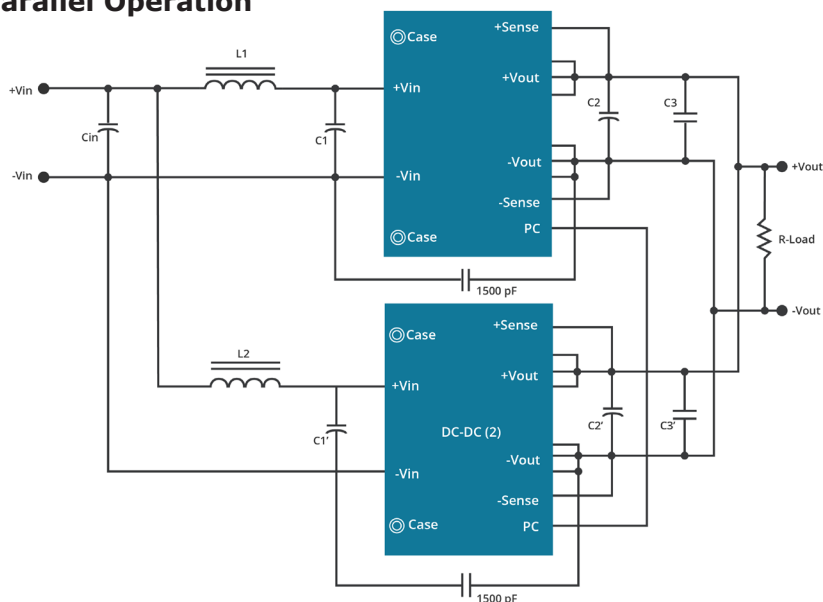 arallel Operation
L1
Case
+Sense
+Vin
+Vin
+Vout
C2
C3
Cin
C1
-Vin
-Vin
-Vout
+Vout
-Sense
PC
Case
R-Load
1500 pF
-Vout
+Sense
Case
L2
+Vin
+Vout
C1'
DC-DC (2)
C2'
C3'
-Vin
-Vout
-Sense
Case
PC
1500 pF